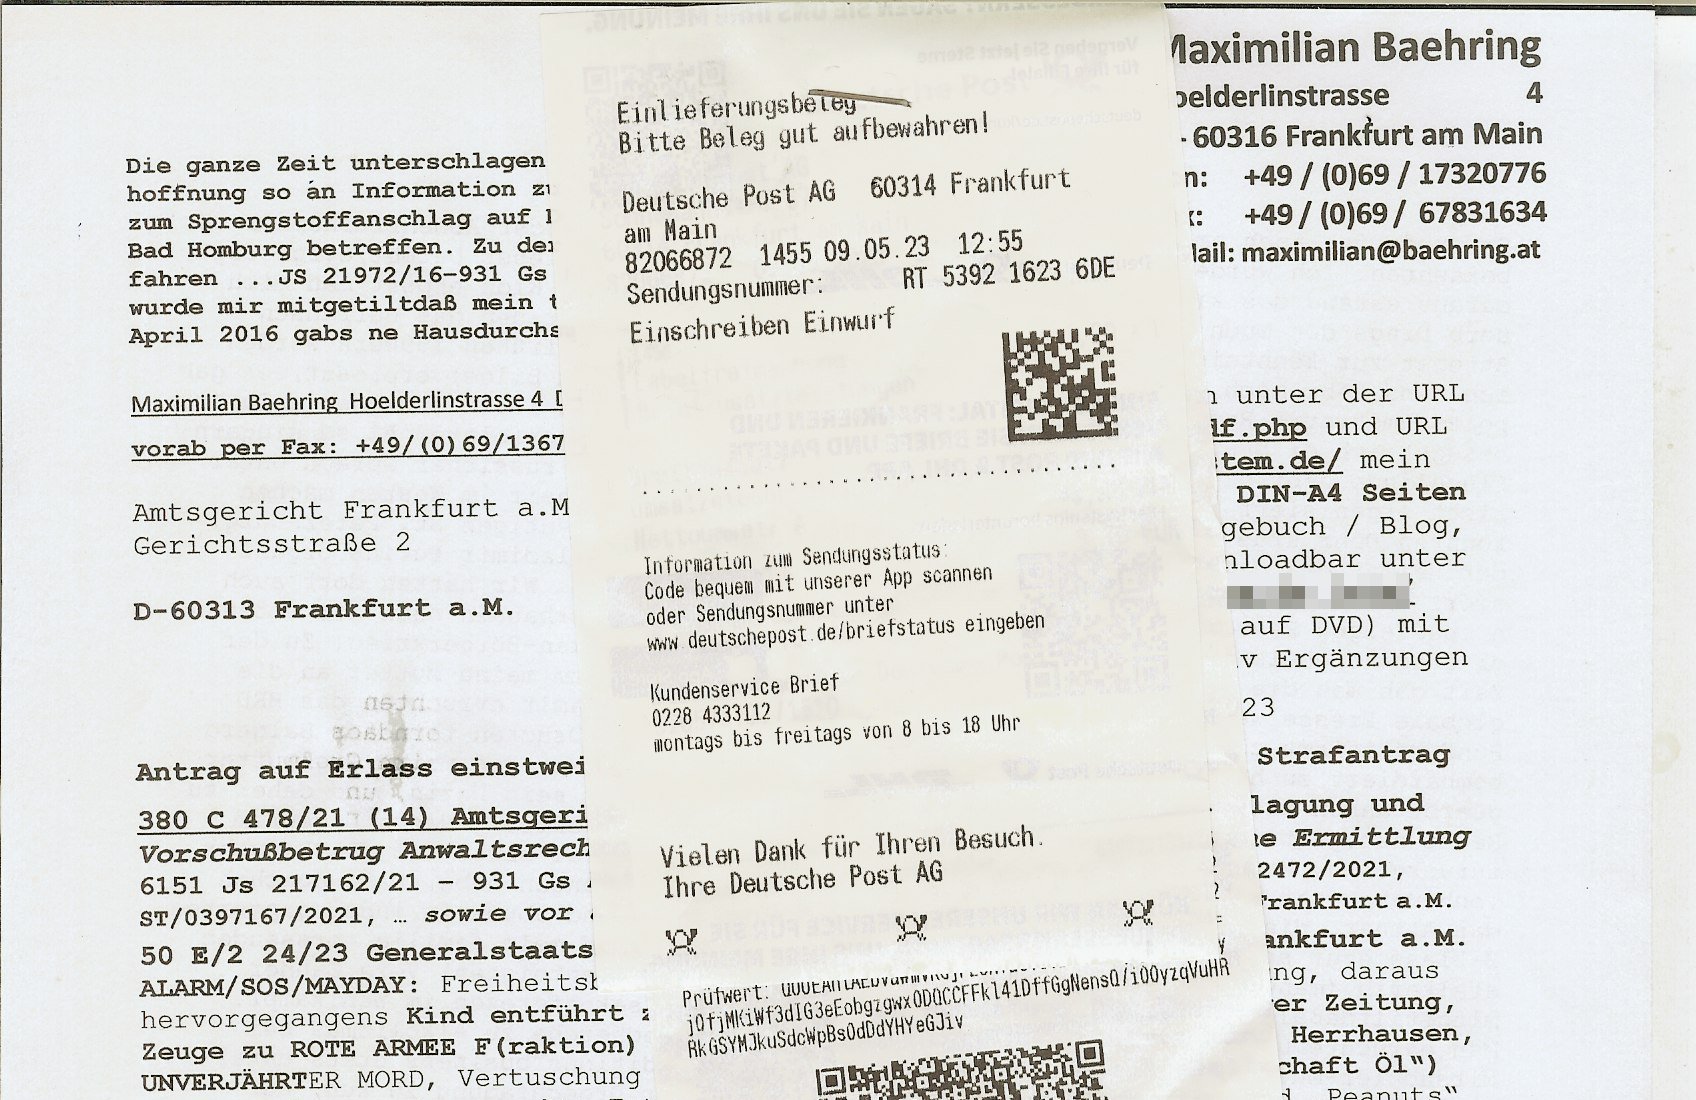 Maximilian Baehring
oelderlinstrasse 4
- 60316 Frankfurt am Main
n: +49 / (0)69 / 17320776
x: +49 / (0)69 / 67831634
Mail: maximilian@baehring.at
Die ganze Zeit unterschlagen
hoffnung so án Information
zum Sprengstoffanschlag auf
Bad Homburg betreffen. Zu
fahren ...JS 21972/16-931 Gs
wurde mir mitgetiltdaß mein
April 2016 gabs ne Hausdurchs
Maximilian Baehring Hoelderlinstrasse 4 D
vorab per Fax: +49/(0)69/1367
Amtsgericht Frankfurt a.M
Gerichtsstraße 2
D-60313 Frankfurt a.M.
Antrag auf Erlass einstwei
380 C 478/21 (14) Amtsgeri
Vorschußbetrug Anwaltsrech
6151 Js 217162/21 - 931 Gs
ST/0397167/2021, … sowie vor
50 E/2 24/23 Generalstaats
ALARM/SOS/MAYDAY: Freiheitsb
hervorgegangens Kind entführt
Zeuge zu ROTE ARMEE F(raktion)
UNVERJÄHRTER MORD, Vertuschung
Einlieferungsbeleg
Bitte Beleg gut aufbewahren!
Deutsche Post AG 60314 Frankfurt
am Main
82066872 1455 09.05.23 12:55
Sendungsnummer: RT 5392 1623 6DE
Einschreiben Einwurf
Information zum Sendungsstatus:
Code bequem mit unserer App scannen
oder Sendungsnummer unter
www.deutschepost.de/briefstatus eingeben
Kundenservice Brief
0228 4333112
montags bis freitags von 8 bis 18 Uhr
Vielen Dank für Ihren Besuch.
Ihre Deutsche Post AG
Prüfwert:
jOfjMKiWf3dIG3eEobgzgwxODQCCFFkl41DffGgNensQ/iOOyzqVuHR
RkGSYMJkuSdcWpBsOdDdYHYeGJiv
n unter der URL
df.php und URL
tem.de/ mein
DIN-A4 Seiten
gebuch / Blog,
nloadbar unter
auf DVD) mit
v Ergänzungen
23
Strafantrag
lagung und
e Ermittlung
2472/2021,
Frankfurt a.M.
ankfurt a.M.
ng, daraus
er Zeitung,
Herrhausen,
chaft Öl")
d Peanuts"